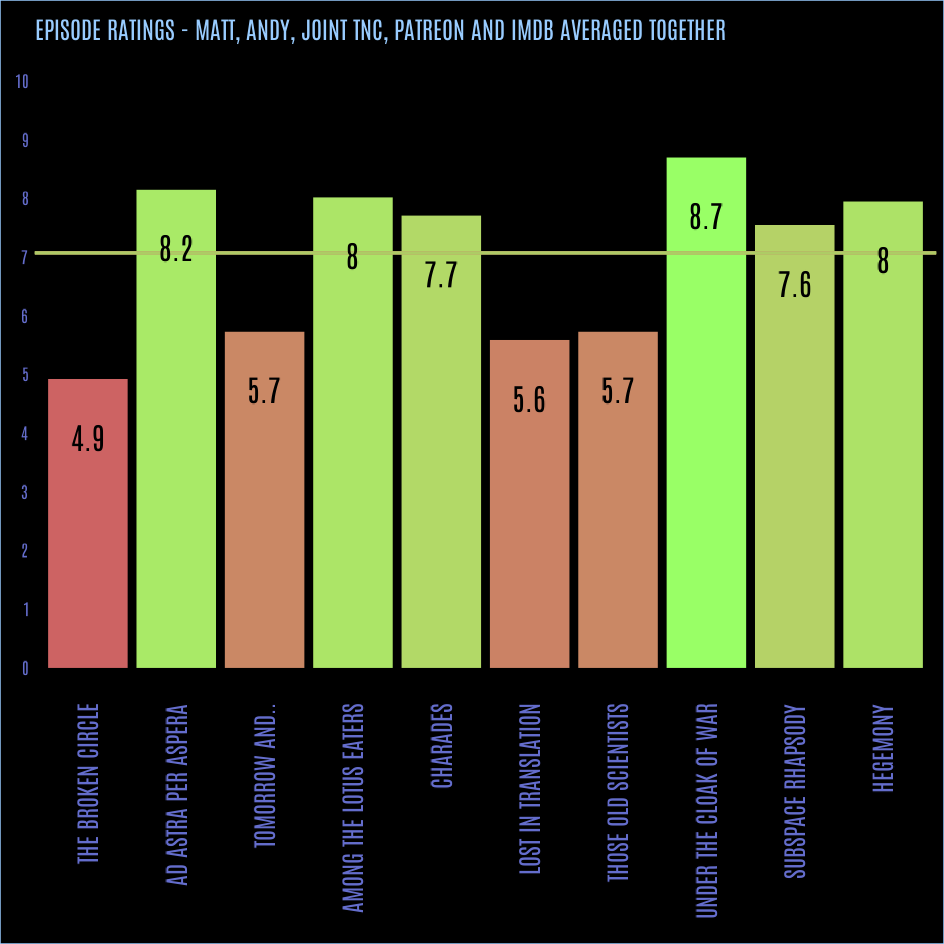 EPISODE RATINGS - MATT, ANDY, JOINT TNC, PATREON AND IMDB AVERAGED TOGETHER
10
9
8
7
6
5
4
3
2
1
0
4.9
8.2
5.7
8
7.7
5.6
5.7
8.7
7.6
8
THE BROKEN CIRCLE
AD ASTRA PER ASPERA
TOMORROW AND..
AMONG THE LOTUS EATERS
CHARADES
LOST IN TRANSLATION
THOSE OLD SCIENTISTS
UNDER THE CLOAK OF WAR
SUBSPACE RHAPSODY
HEGEMONY